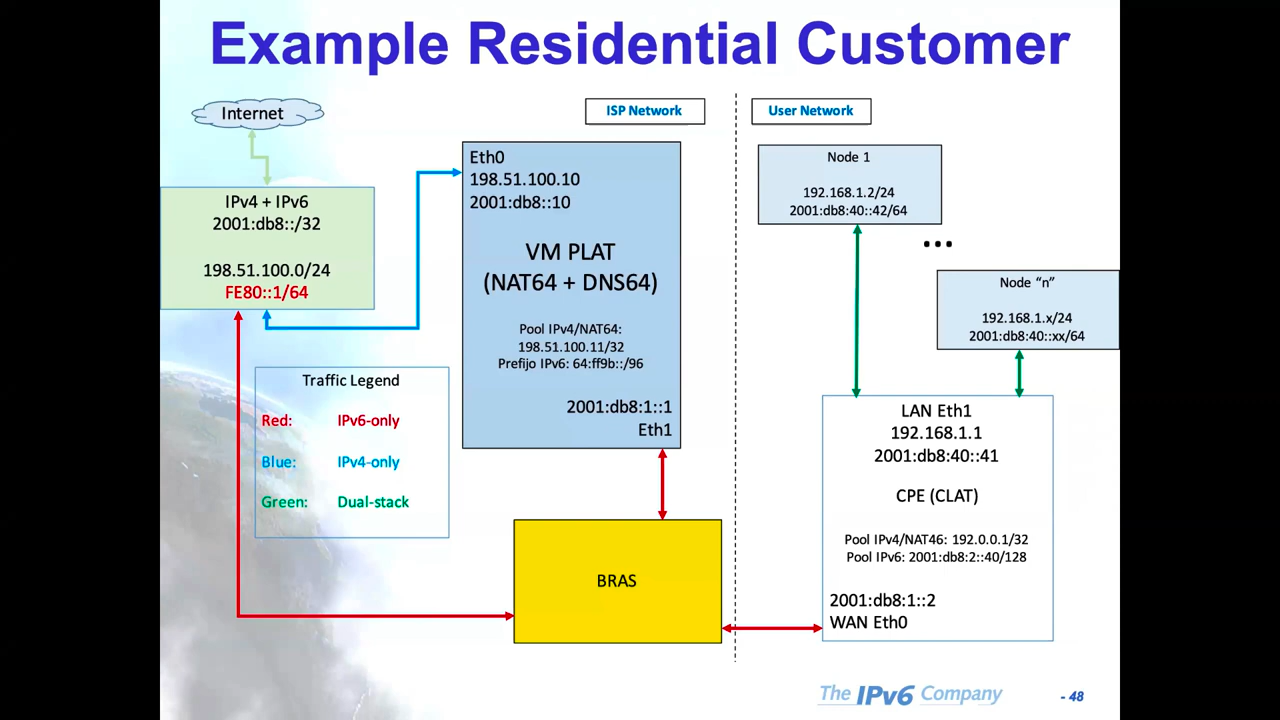 Example Residential Customer
Internet
ISP Network
User Network
IPv4 + IPv6
2001:db8::/32
198.51.100.0/24
FE80::1/64
Eth0
198.51.100.10
2001:db8::10
VM PLAT
(NAT64 + DNS64)
Pool IPv4/NAT64:
198.51.100.11/32
Prefijo IPv6: 64:ff9b::/96
2001:db8:1::1
Eth1
Node 1
192.168.1.2/24
2001:db8:40::42/64
...
Node “n”
192.168.1.x/24
2001:db8:40::xx/64
Traffic Legend
Red: IPv6-only
Blue: IPv4-only
Green: Dual-stack
BRAS
LAN Eth1
192.168.1.1
2001:db8:40::41
CPE (CLAT)
Pool IPv4/NAT46: 192.0.0.1/32
Pool IPv6: 2001:db8:2::40/128
2001:db8:1::2
WAN Eth0
The IPv6 Company
- 48